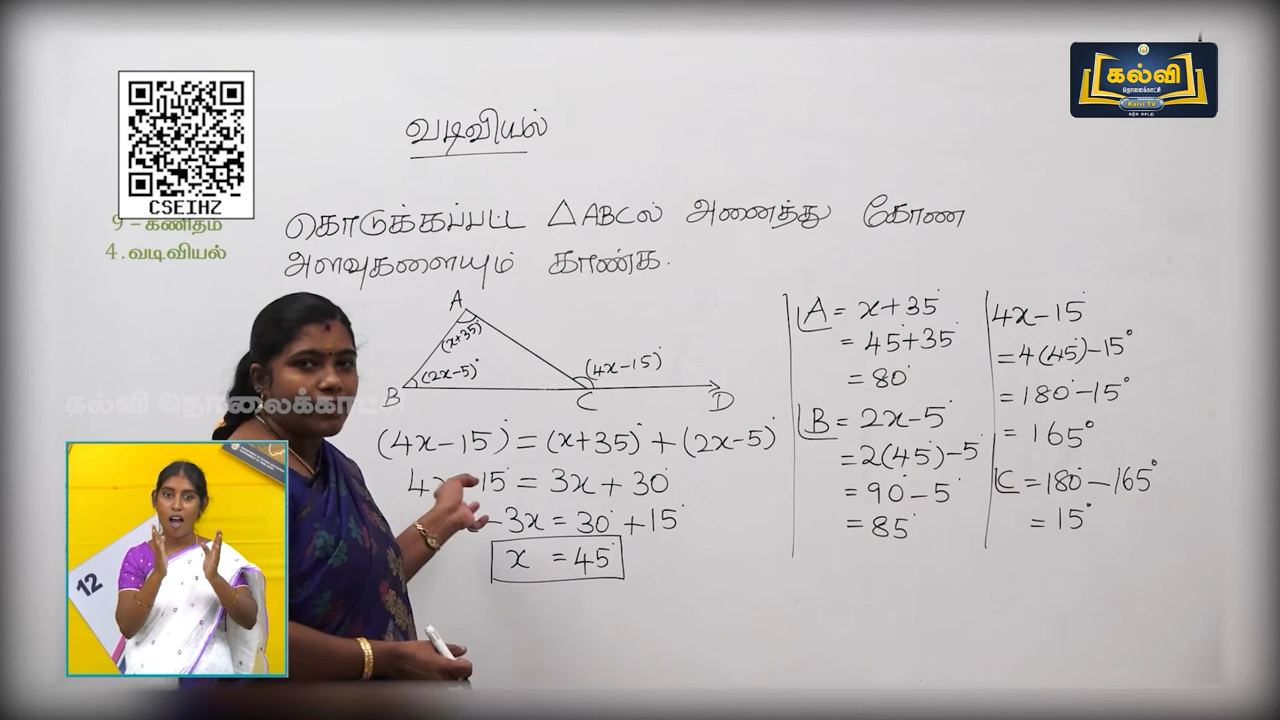 கல்வி
தொலைக்காட்சி
Kalvi TV
CSEIHZ
9 - கணிதம்
4.வடிவியல்
வடிவியல்
கொடுக்கப்பட்ட △ABCல் அனைத்து கோண
அளவுகளையும் காண்க.
A
(x+35°)
(2x-5)°
(4x-15)°
B
C
D
(4x-15°) = (x+35)° + (2x-5)°
15° = 3x + 30°
- 3x = 30° + 15°
x = 45°
∠A = x+35°
= 45°+35°
= 80°
∠B = 2x-5°
= 2(45°)-5°
= 90°-5°
= 85°
4x-15°
= 4(45°)-15°
= 180°-15°
= 165°
∠C = 180°-165°
= 15°
கல்வி தொலைக்காட்சி
12